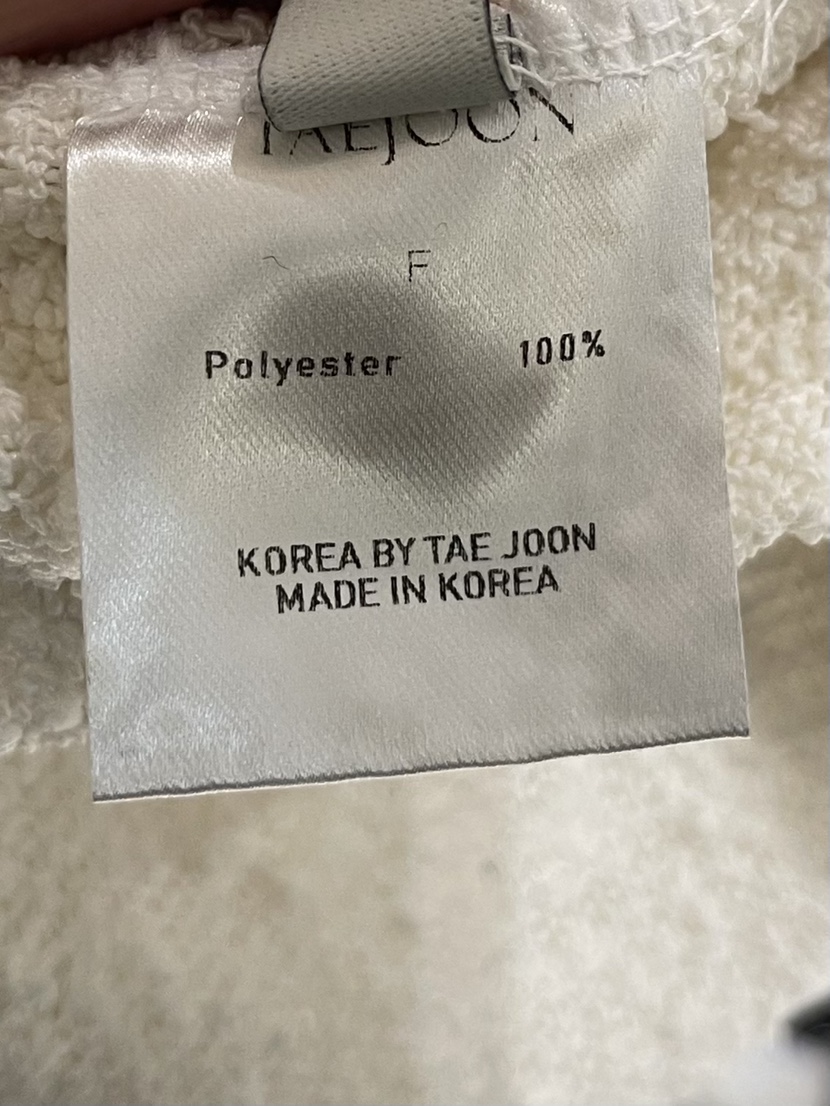 TAEJOON
F
Polyester 100%
KOREA BY TAE JOON
MADE IN KOREA